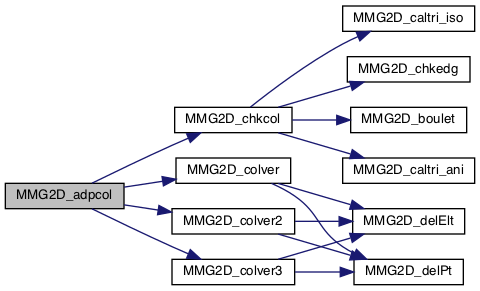 MMG2D_caltri_iso
MMG2D_chkedg
MMG2D_chkcol
MMG2D_boulet
MMG2D_colver
MMG2D_caltri_ani
MMG2D_adpcol
MMG2D_colver2
MMG2D_delElt
MMG2D_colver3
MMG2D_delPt